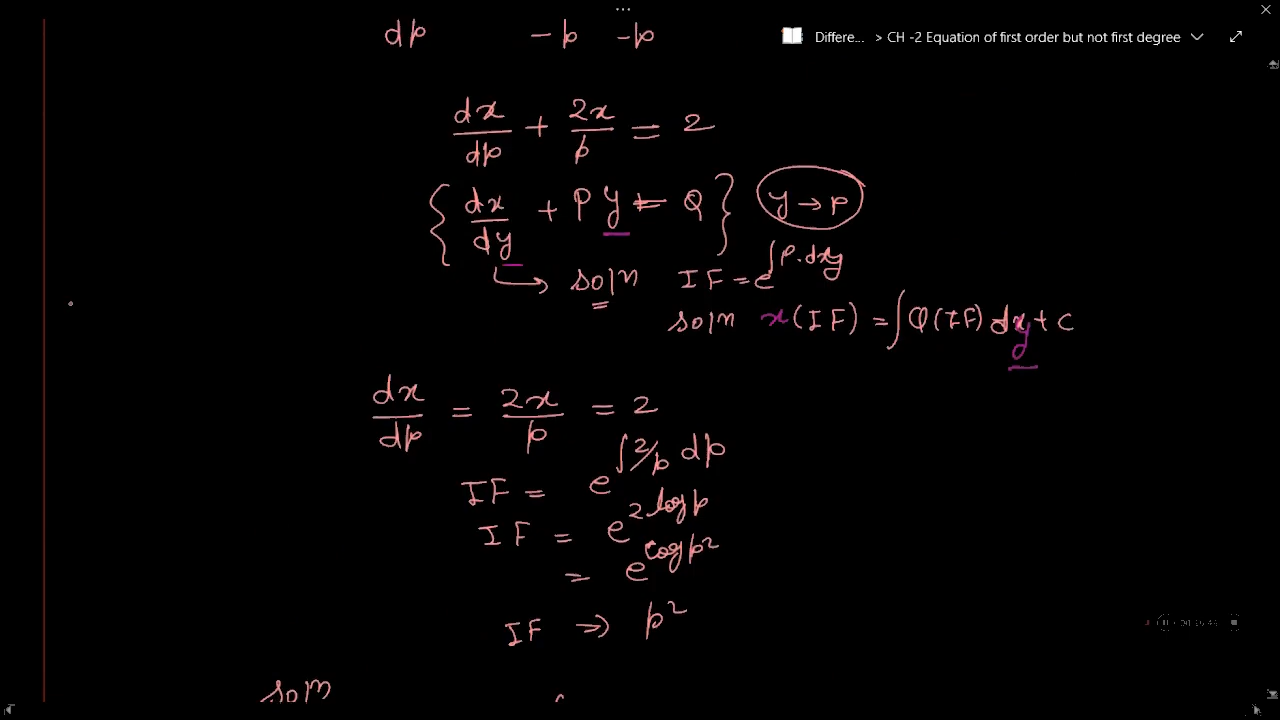 Differe... > CH -2 Equation of first order but not first degree
dp -p -p
dx/dp + 2x/p = 2
{ dx/dy + P y = Q } y → p
↳ soln IF = e^∫P.dy
soln x(IF) = ∫Q(IF) dy + c
dx/dp = 2x/p = 2
IF = e^∫2/p dp
IF = e^2 log p
= e^log p²
IF ⇒ p²
soln